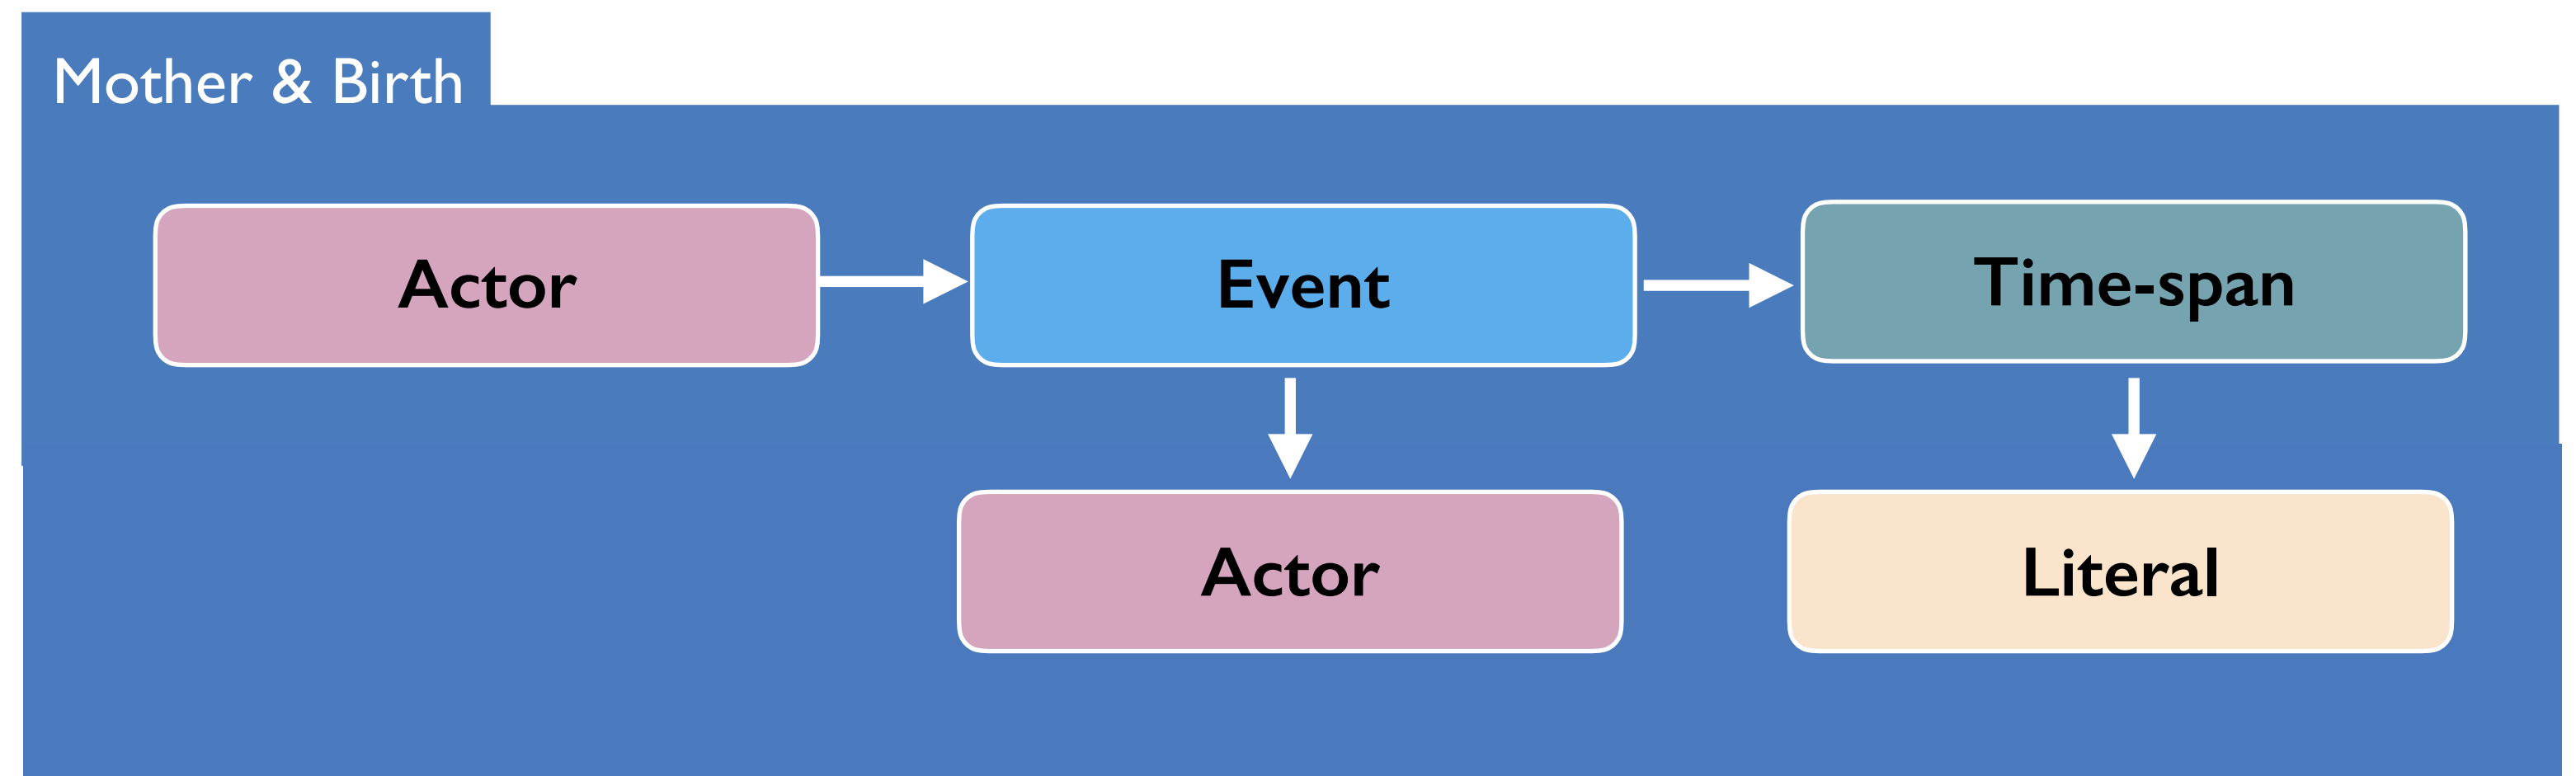 Mother & Birth
Actor
Event
Time-span
Actor
Literal